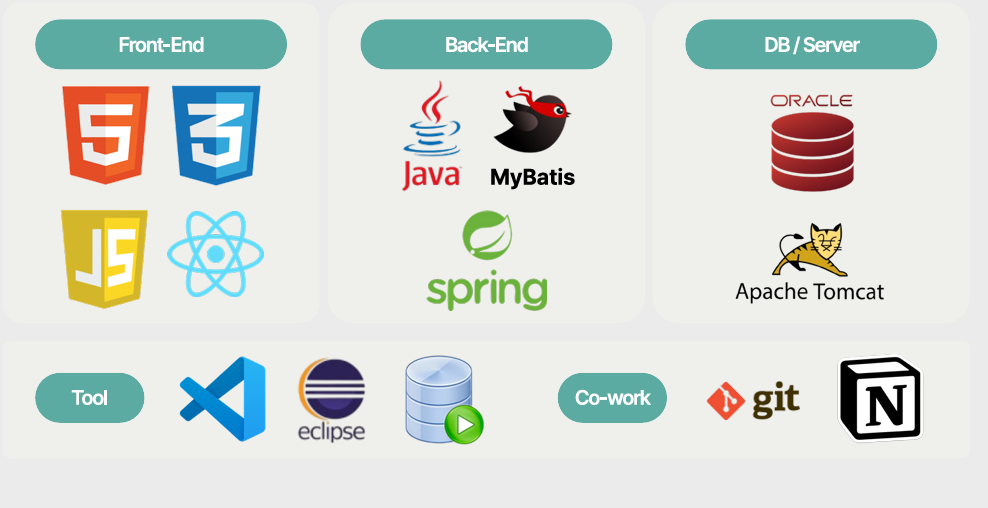 Front-End
Back-End
DB / Server
5
3
JS
Java
MyBatis
spring
ORACLE
Apache Tomcat
Tool
eclipse
Co-work
git
N